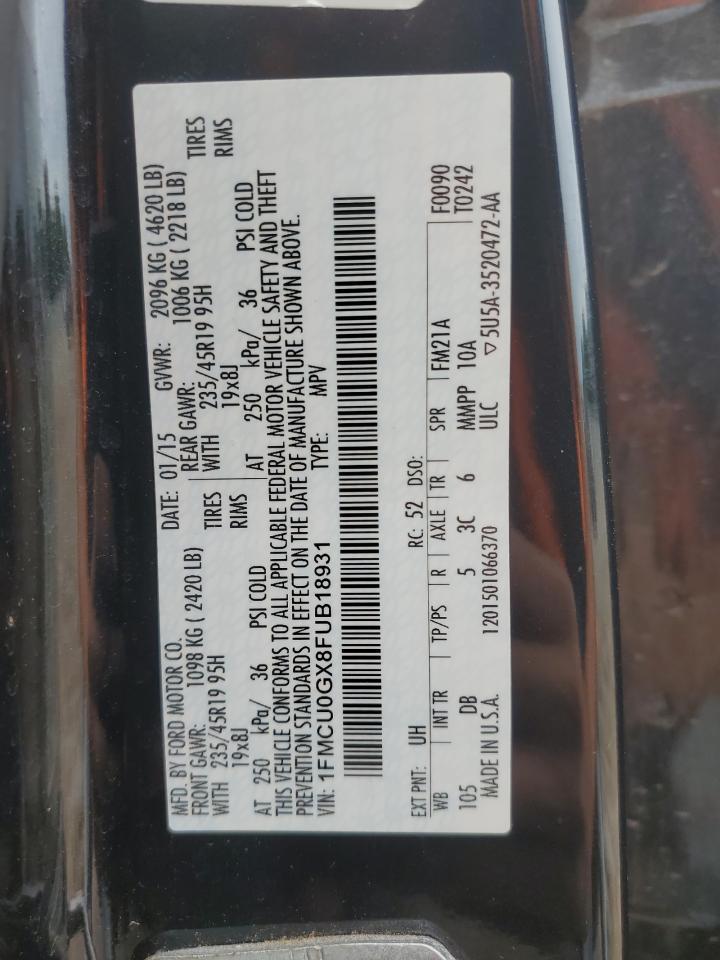 MFD. BY FORD MOTOR CO.
DATE: 01/15 GVWR: 2096 KG ( 4620 LB)
FRONT GAWR: 1098 KG ( 2420 LB) REAR GAWR: 1006 KG ( 2218 LB)
WITH 235/45R19 95H TIRES WITH 235/45R19 95H TIRES
19x8J RIMS 19x8J RIMS
AT 250 kPa/ 36 PSI COLD AT 250 kPa/ 36 PSI COLD
THIS VEHICLE CONFORMS TO ALL APPLICABLE FEDERAL MOTOR VEHICLE SAFETY AND THEFT
PREVENTION STANDARDS IN EFFECT ON THE DATE OF MANUFACTURE SHOWN ABOVE.
VIN: 1FMCU0GX8FUB18931 TYPE: MPV
EXT PNT: UH RC: 52 DSO:
WB INT TR TP/PS R AXLE TR SPR FM21A F0090
105 DB 5 3C 6 MMPP 10A T0242
MADE IN U.S.A. 1201501066370 ULC ▽5U5A-3520472-AA